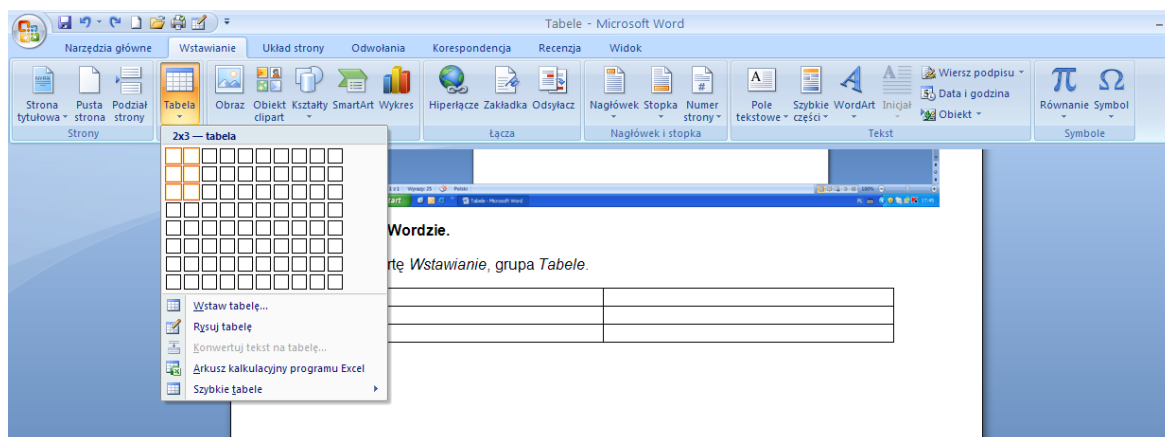 Tabele - Microsoft Word
Narzędzia główne Wstawianie Układ strony Odwołania Korespondencja Recenzja Widok
Strona tytułowa
Pusta strona
Podział strony
Tabela
Obraz
Obiekt clipart
Kształty
SmartArt
Wykres
Hiperłącze
Zakładka
Odsyłacz
Nagłówek
Stopka
Numer strony
Pole tekstowe
Szybkie części
WordArt
Inicjał
Wiersz podpisu
Data i godzina
Obiekt
Równanie
Symbol
Strony Łącza Nagłówek i stopka Tekst Symbole
2x3 — tabela
Wstaw tabelę...
Rysuj tabelę
Konwertuj tekst na tabelę...
Arkusz kalkulacyjny programu Excel
Szybkie tabele
Tabele - Microsoft Word
Wordzie.
rtę Wstawianie, grupa Tabele.